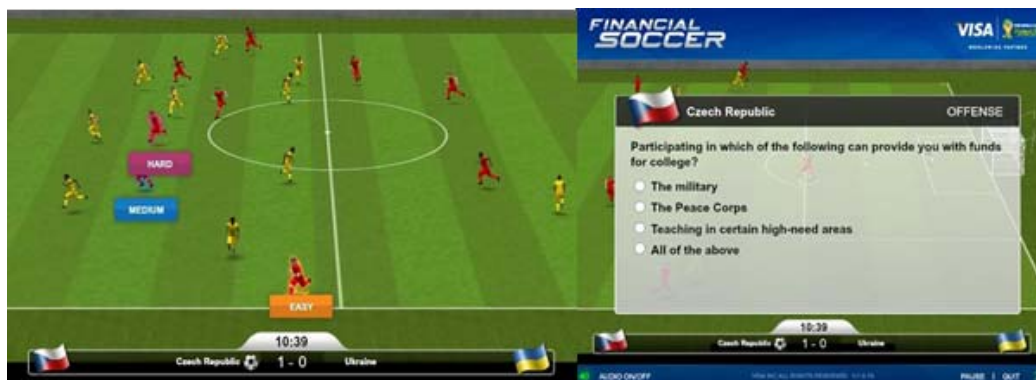 HARD
MEDIUM
EASY
10:39
Czech Republic 1 - 0 Ukraine
FINANCIAL
SOCCER
VISA
WORLDWIDE PARTNER
Czech Republic OFFENSE
Participating in which of the following can provide you with funds
for college?
The military
The Peace Corps
Teaching in certain high-need areas
All of the above
10:39
Czech Republic 1 - 0 Ukraine
AUDIO ON/OFF
PAUSE | QUIT